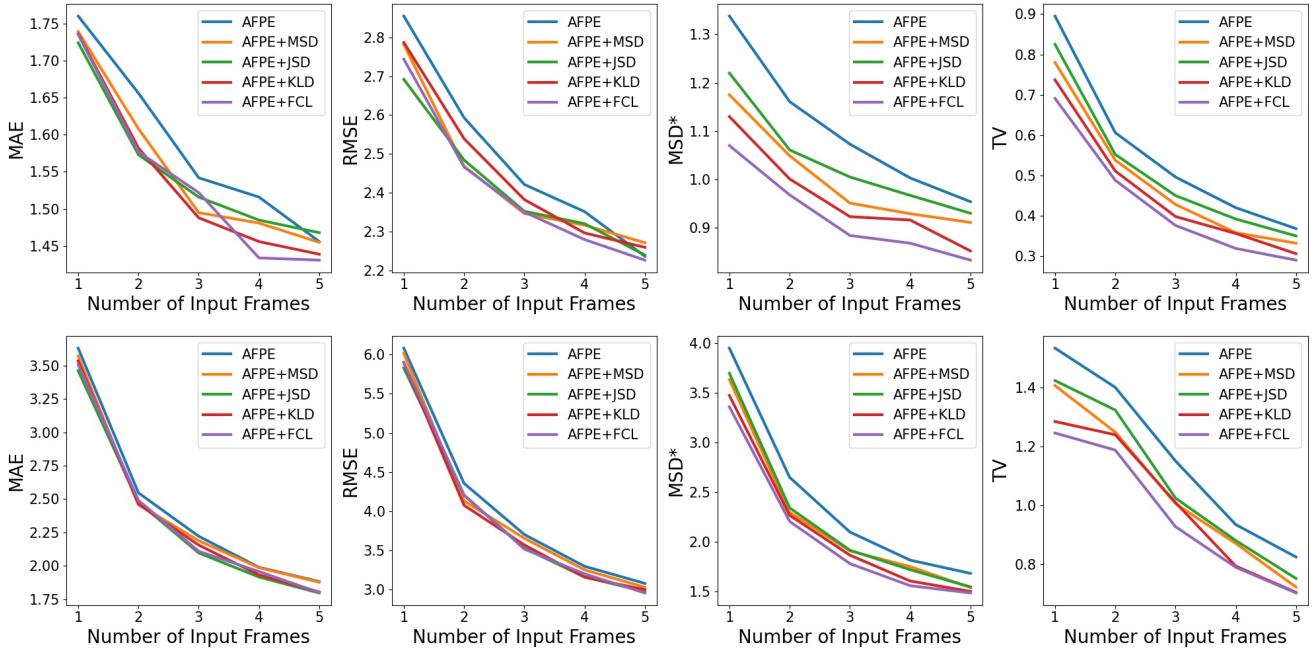 MAE
1.75
1.70
1.65
1.60
1.55
1.50
1.45
AFPE
AFPE+MSD
AFPE+JSD
AFPE+KLD
AFPE+FCL
1 2 3 4 5
Number of Input Frames
RMSE
2.8
2.7
2.6
2.5
2.4
2.3
2.2
AFPE
AFPE+MSD
AFPE+JSD
AFPE+KLD
AFPE+FCL
1 2 3 4 5
Number of Input Frames
MSD*
1.3
1.2
1.1
1.0
0.9
AFPE
AFPE+MSD
AFPE+JSD
AFPE+KLD
AFPE+FCL
1 2 3 4 5
Number of Input Frames
TV
0.9
0.8
0.7
0.6
0.5
0.4
0.3
AFPE
AFPE+MSD
AFPE+JSD
AFPE+KLD
AFPE+FCL
1 2 3 4 5
Number of Input Frames
MAE
3.50
3.25
3.00
2.75
2.50
2.25
2.00
1.75
AFPE
AFPE+MSD
AFPE+JSD
AFPE+KLD
AFPE+FCL
1 2 3 4 5
Number of Input Frames
RMSE
6.0
5.5
5.0
4.5
4.0
3.5
3.0
AFPE
AFPE+MSD
AFPE+JSD
AFPE+KLD
AFPE+FCL
1 2 3 4 5
Number of Input Frames
MSD*
4.0
3.5
3.0
2.5
2.0
1.5
AFPE
AFPE+MSD
AFPE+JSD
AFPE+KLD
AFPE+FCL
1 2 3 4 5
Number of Input Frames
TV
1.4
1.2
1.0
0.8
AFPE
AFPE+MSD
AFPE+JSD
AFPE+KLD
AFPE+FCL
1 2 3 4 5
Number of Input Frames